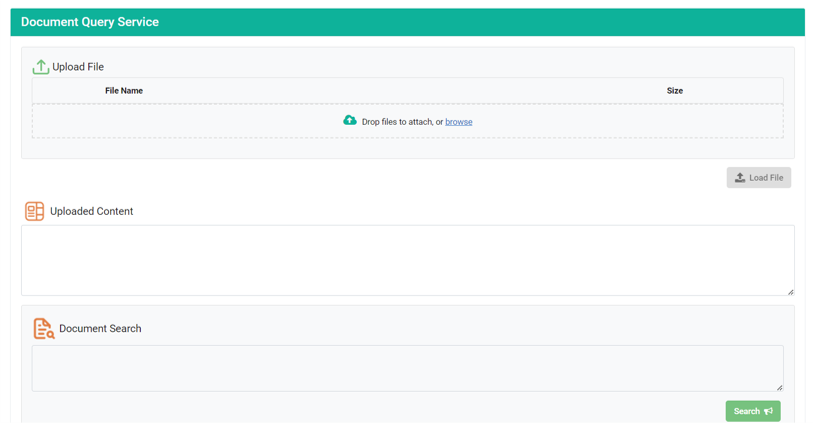 Document Query Service
Upload File
File Name Size
Drop files to attach, or browse
Load File
Uploaded Content
Document Search
Search